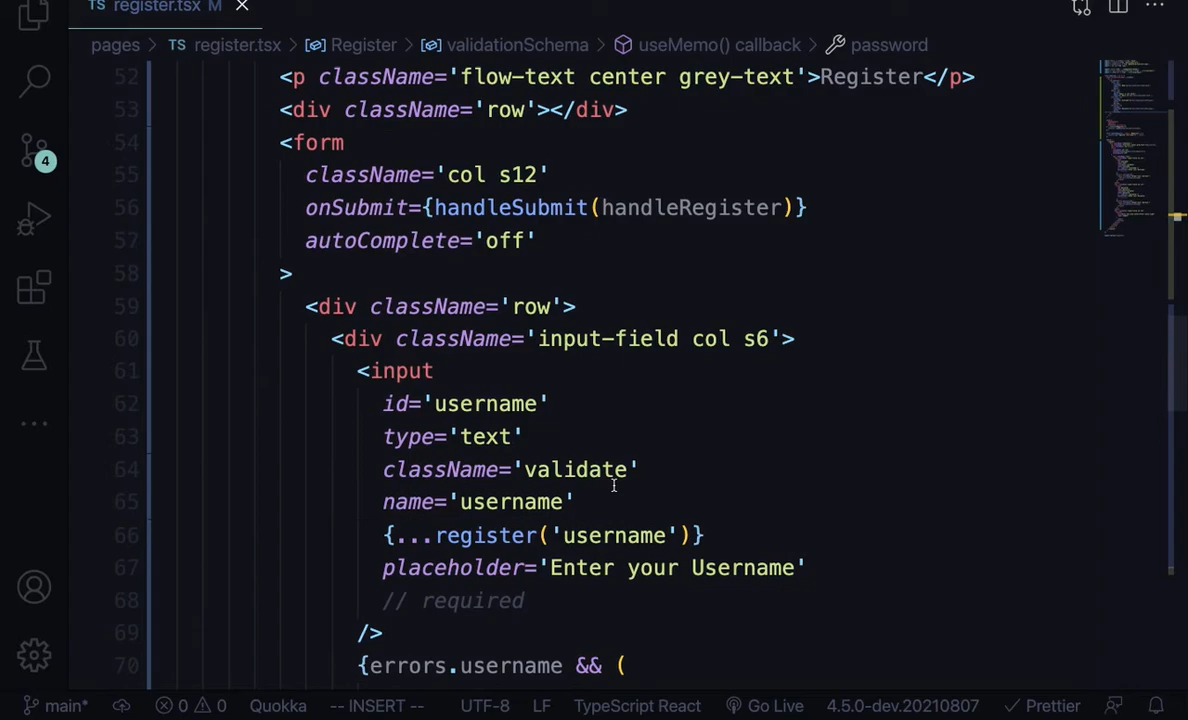 TS register.tsx M
pages > TS register.tsx > Register > validationSchema > useMemo() callback > password
52 <p className='flow-text center grey-text'>Register</p>
53 <div className='row'></div>
54 <form
55 className='col s12'
56 onSubmit={handleSubmit(handleRegister)}
57 autoComplete='off'
58 >
59 <div className='row'>
60 <div className='input-field col s6'>
61 <input
62 id='username'
63 type='text'
64 className='validate'
65 name='username'
66 {...register('username')}
67 placeholder='Enter your Username'
68 // required
69 />
70 {errors.username && (
4
main* 0 0 Quokka -- INSERT -- UTF-8 LF TypeScript React Go Live 4.5.0-dev.20210807 Prettier